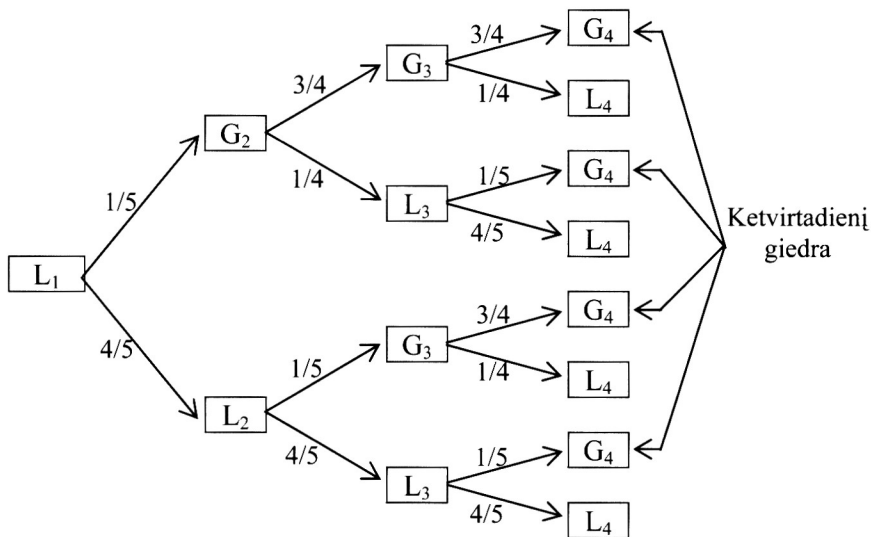 G₄
3/4
G₃
3/4
1/4
L₄
G₂
1/4
1/5
G₄
1/5
L₃
4/5
L₄
Ketvirtadienį
giedra
L₁
4/5
3/4
G₄
G₃
1/5
1/4
L₄
L₂
4/5
1/5
G₄
L₃
4/5
L₄